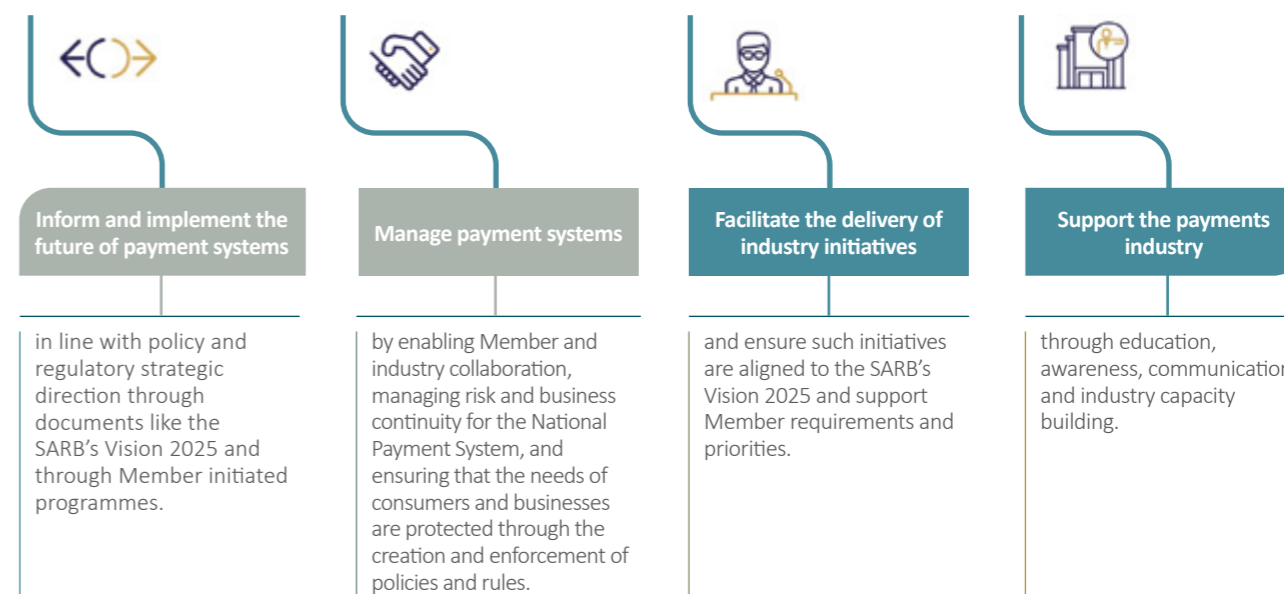 Inform and implement the
future of payment systems
in line with policy and
regulatory strategic
direction through
documents like the
SARB's Vision 2025 and
through Member initiated
programmes.
Manage payment systems
by enabling Member and
industry collaboration,
managing risk and business
continuity for the National
Payment System, and
ensuring that the needs of
consumers and businesses
are protected through the
creation and enforcement of
policies and rules.
Facilitate the delivery of
industry initiatives
and ensure such initiatives
are aligned to the SARB's
Vision 2025 and support
Member requirements and
priorities.
Support the payments
industry
through education,
awareness, communication
and industry capacity
building.